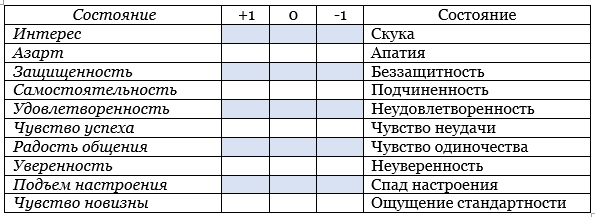 Состояние +1 0 -1 Состояние
Интерес Скука
Азарт Апатия
Защищенность Беззащитность
Самостоятельность Подчиненность
Удовлетворенность Неудовлетворенность
Чувство успеха Чувство неудачи
Радость общения Чувство одиночества
Уверенность Неуверенность
Подъем настроения Спад настроения
Чувство новизны Ощущение стандартности